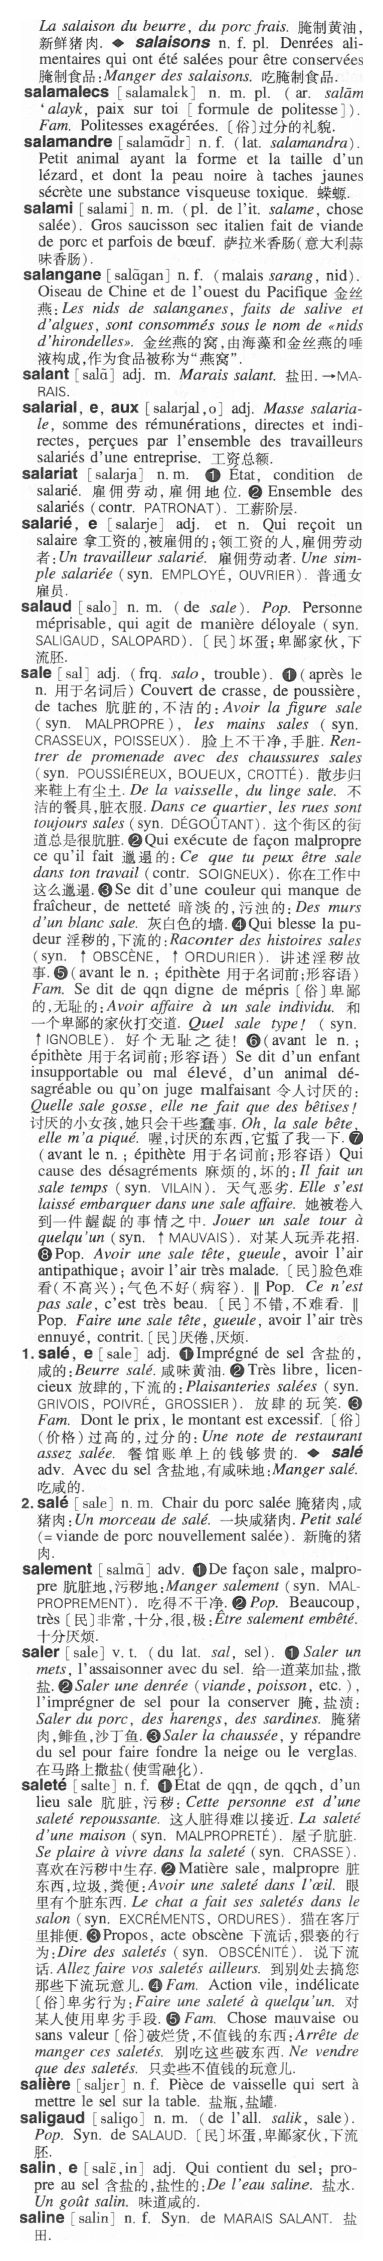 La salaison du beurre, du porc frais. 腌制黄油,
新鲜猪肉. ◆ salaisons n. f. pl. Denrées ali-
mentaires qui ont été salées pour être conservées
腌制食品:Manger des salaisons. 吃腌制食品.
salamalecs [salamalɛk] n. m. pl. (ar. salām
‘alayk, paix sur toi [formule de politesse]).
Fam. Politesses exagérées. [俗]过分的礼貌.
salamandre [salamɑ̃dr] n. f. (lat. salamandra).
Petit animal ayant la forme et la taille d'un
lézard, et dont la peau noire à taches jaunes
sécrète une substance visqueuse toxique. 蝾螈.
salami [salami] n. m. (pl. de l'it. salame, chose
salée). Gros saucisson sec italien fait de viande
de porc et parfois de bœuf. 萨拉米香肠(意大利蒜
味香肠).
salangane [salɑ̃gan] n. f. (malais sarang, nid).
Oiseau de Chine et de l'ouest du Pacifique 金丝
燕:Les nids de salanganes, faits de salive et
d'algues, sont consommés sous le nom de «nids
d'hirondelles». 金丝燕的窝,由海藻和金丝燕的唾
液构成,作为食品被称为“燕窝”.
salant [salɑ̃] adj. m. Marais salant. 盐田. →MA-
RAIS.
salarial, e, aux [salarjal,o] adj. Masse salaria-
le, somme des rémunérations, directes et indi-
rectes, perçues par l'ensemble des travailleurs
salariés d'une entreprise. 工资总额.
salariat [salarja] n. m. ❶ État, condition de
salarié. 雇佣劳动,雇佣地位. ❷ Ensemble des
salariés (contr. PATRONAT). 工薪阶层.
salarié, e [salarje] adj. et n. Qui reçoit un
salaire 拿工资的,被雇佣的;领工资的人,雇佣劳动
者:Un travailleur salarié. 雇佣劳动者. Une sim-
ple salariée (syn. EMPLOYÉ, OUVRIER). 普通女
雇员.
salaud [salo] n. m. (de sale). Pop. Personne
méprisable, qui agit de manière déloyale (syn.
SALIGAUD, SALOPARD). [民]坏蛋;卑鄙家伙,下
流胚.
sale [sal] adj. (frq. salo, trouble). ❶(après le
n. 用于名词后) Couvert de crasse, de poussière,
de taches 肮脏的,不洁的:Avoir la figure sale
(syn. MALPROPRE), les mains sales (syn.
CRASSEUX, POISSEUX). 脸上不干净,手脏. Ren-
trer de promenade avec des chaussures sales
(syn. POUSSIÉREUX, BOUEUX, CROTTÉ). 散步归
来鞋上有尘土. De la vaisselle, du linge sale. 不
洁的餐具,脏衣服. Dans ce quartier, les rues sont
toujours sales (syn. DÉGOÛTANT). 这个街区的街
道总是很肮脏. ❷Qui exécute de façon malpropre
ce qu'il fait 邋遢的:Ce que tu peux être sale
dans ton travail (contr. SOIGNEUX). 你在工作中
这么邋遢. ❸Se dit d'une couleur qui manque de
fraîcheur, de netteté 暗淡的,污浊的:Des murs
d'un blanc sale. 灰白色的墙. ❹Qui blesse la pu-
deur 淫秽的,下流的:Raconter des histoires sales
(syn. ↑OBSCÈNE, ↑ORDURIER). 讲述淫秽故
事. ❺(avant le n. ; épithète 用于名词前;形容语)
Fam. Se dit de qqn digne de mépris [俗]卑鄙
的,无耻的:Avoir affaire à un sale individu. 和
一个卑鄙的家伙打交道. Quel sale type! (syn.
↑IGNOBLE). 好个无耻之徒! ❻(avant le n. ;
épithète 用于名词前;形容语) Se dit d'un enfant
insupportable ou mal élevé, d'un animal dé-
sagréable ou qu'on juge malfaisant 令人讨厌的:
Quelle sale gosse, elle ne fait que des bêtises!
讨厌的小女孩,她只会干些蠢事. Oh, la sale bête,
elle m'a piqué. 喔,讨厌的东西,它蜇了我一下. ❼
(avant le n. ; épithète 用于名词前;形容语) Qui
cause des désagréments 麻烦的,坏的:Il fait un
sale temps (syn. VILAIN). 天气恶劣. Elle s'est
laissé embarquer dans une sale affaire. 她被卷入
到一件龌龊的事情之中. Jouer un sale tour à
quelqu'un (syn. ↑MAUVAIS). 对某人玩弄花招.
❽Pop. Avoir une sale tête, gueule, avoir l'air
antipathique; avoir l'air très malade. [民]脸色难
看(不高兴);气色不好(病容). ‖ Pop. Ce n'est
pas sale, c'est très beau. [民]不错,不难看. ‖
Pop. Faire une sale tête, gueule, avoir l'air très
ennuyé, contrit. [民]厌倦,厌烦.
1. salé, e [sale] adj. ❶Imprégné de sel 含盐的,
咸的:Beurre salé. 咸味黄油. ❷Très libre, licen-
cieux 放肆的,下流的:Plaisanteries salées (syn.
GRIVOIS, POIVRÉ, GROSSIER). 放肆的玩笑. ❸
Fam. Dont le prix, le montant est excessif. [俗]
(价格)过高的,过分的:Une note de restaurant
assez salée. 餐馆账单上的钱够贵的. ◆ salé
adv. Avec du sel 含盐地,有咸味地:Manger salé.
吃咸的.
2. salé [sale] n. m. Chair du porc salée 腌猪肉,咸
猪肉:Un morceau de salé. 一块咸猪肉. Petit salé
(=viande de porc nouvellement salée). 新腌的猪
肉.
salement [salmɑ̃] adv. ❶De façon sale, malpro-
pre 肮脏地,污秽地:Manger salement (syn. MAL-
PROPREMENT). 吃得不干净. ❷Pop. Beaucoup,
très [民]非常,十分,很,极:Être salement embêté.
十分厌烦.
saler [sale] v. t. (du lat. sal, sel). ❶ Saler un
mets, l'assaisonner avec du sel. 给一道菜加盐,撒
盐. ❷Saler une denrée (viande, poisson, etc.),
l'imprégner de sel pour la conserver 腌,盐渍:
Saler du porc, des harengs, des sardines. 腌猪
肉,鲱鱼,沙丁鱼. ❸Saler la chaussée, y répandre
du sel pour faire fondre la neige ou le verglas.
在马路上撒盐(使雪融化).
saleté [salte] n. f. ❶État de qqn, de qqch, d'un
lieu sale 肮脏,污秽:Cette personne est d'une
saleté repoussante. 这人脏得难以接近. La saleté
d'une maison (syn. MALPROPRETÉ). 屋子肮脏.
Se plaire à vivre dans la saleté (syn. CRASSE).
喜欢在污秽中生存. ❷Matière sale, malpropre 脏
东西,垃圾,粪便:Avoir une saleté dans l'œil. 眼
里有个脏东西. Le chat a fait ses saletés dans le
salon (syn. EXCRÉMENTS, ORDURES). 猫在客厅
里排便. ❸Propos, acte obscène 下流话,猥亵的行
为:Dire des saletés (syn. OBSCÉNITÉ). 说下流
话. Allez faire vos saletés ailleurs. 到别处去搞您
那些下流玩意儿. ❹Fam. Action vile, indélicate
[俗]卑劣行为:Faire une saleté à quelqu'un. 对
某人使用卑劣手段. ❺Fam. Chose mauvaise ou
sans valeur [俗]破烂货,不值钱的东西:Arrête de
manger ces saletés. 别吃这些破东西. Ne vendre
que des saletés. 只卖些不值钱的玩意儿.
salière [saljɛr] n. f. Pièce de vaisselle qui sert à
mettre le sel sur la table. 盐瓶,盐罐.
saligaud [saligo] n. m. (de l'all. salik, sale).
Pop. Syn. de SALAUD. [民]坏蛋,卑鄙家伙,下流
胚.
salin, e [salɛ̃,in] adj. Qui contient du sel; pro-
pre au sel 含盐的,盐性的:De l'eau saline. 盐水.
Un goût salin. 味道咸的.
saline [salin] n. f. Syn. de MARAIS SALANT. 盐
田.